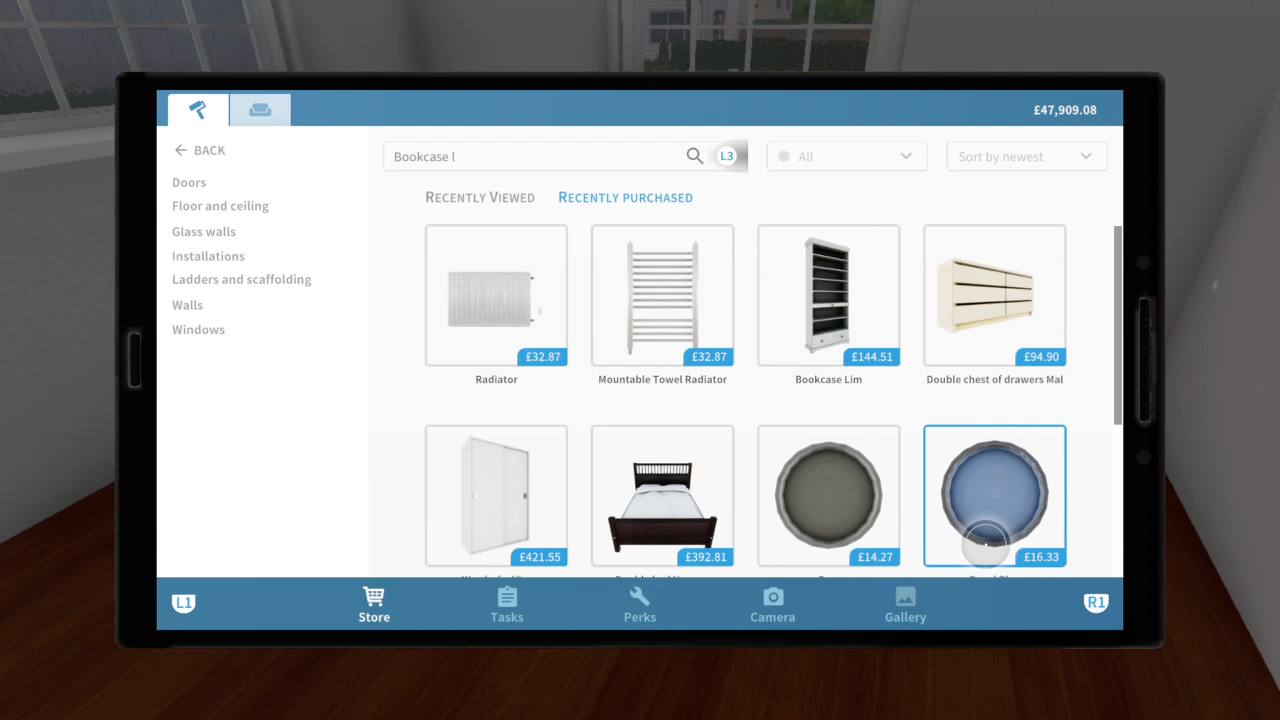 £47,909.08
BACK
Bookcase l
L3
All
Sort by newest
Doors
Floor and ceiling
Glass walls
Installations
Ladders and scaffolding
Walls
Windows
RECENTLY VIEWED
RECENTLY PURCHASED
£32.87
£32.87
£144.51
£94.90
Radiator
Mountable Towel Radiator
Bookcase Lim
Double chest of drawers Mal
£421.55
£392.81
£14.27
£16.33
L1
Store
Tasks
Perks
Camera
Gallery
R1